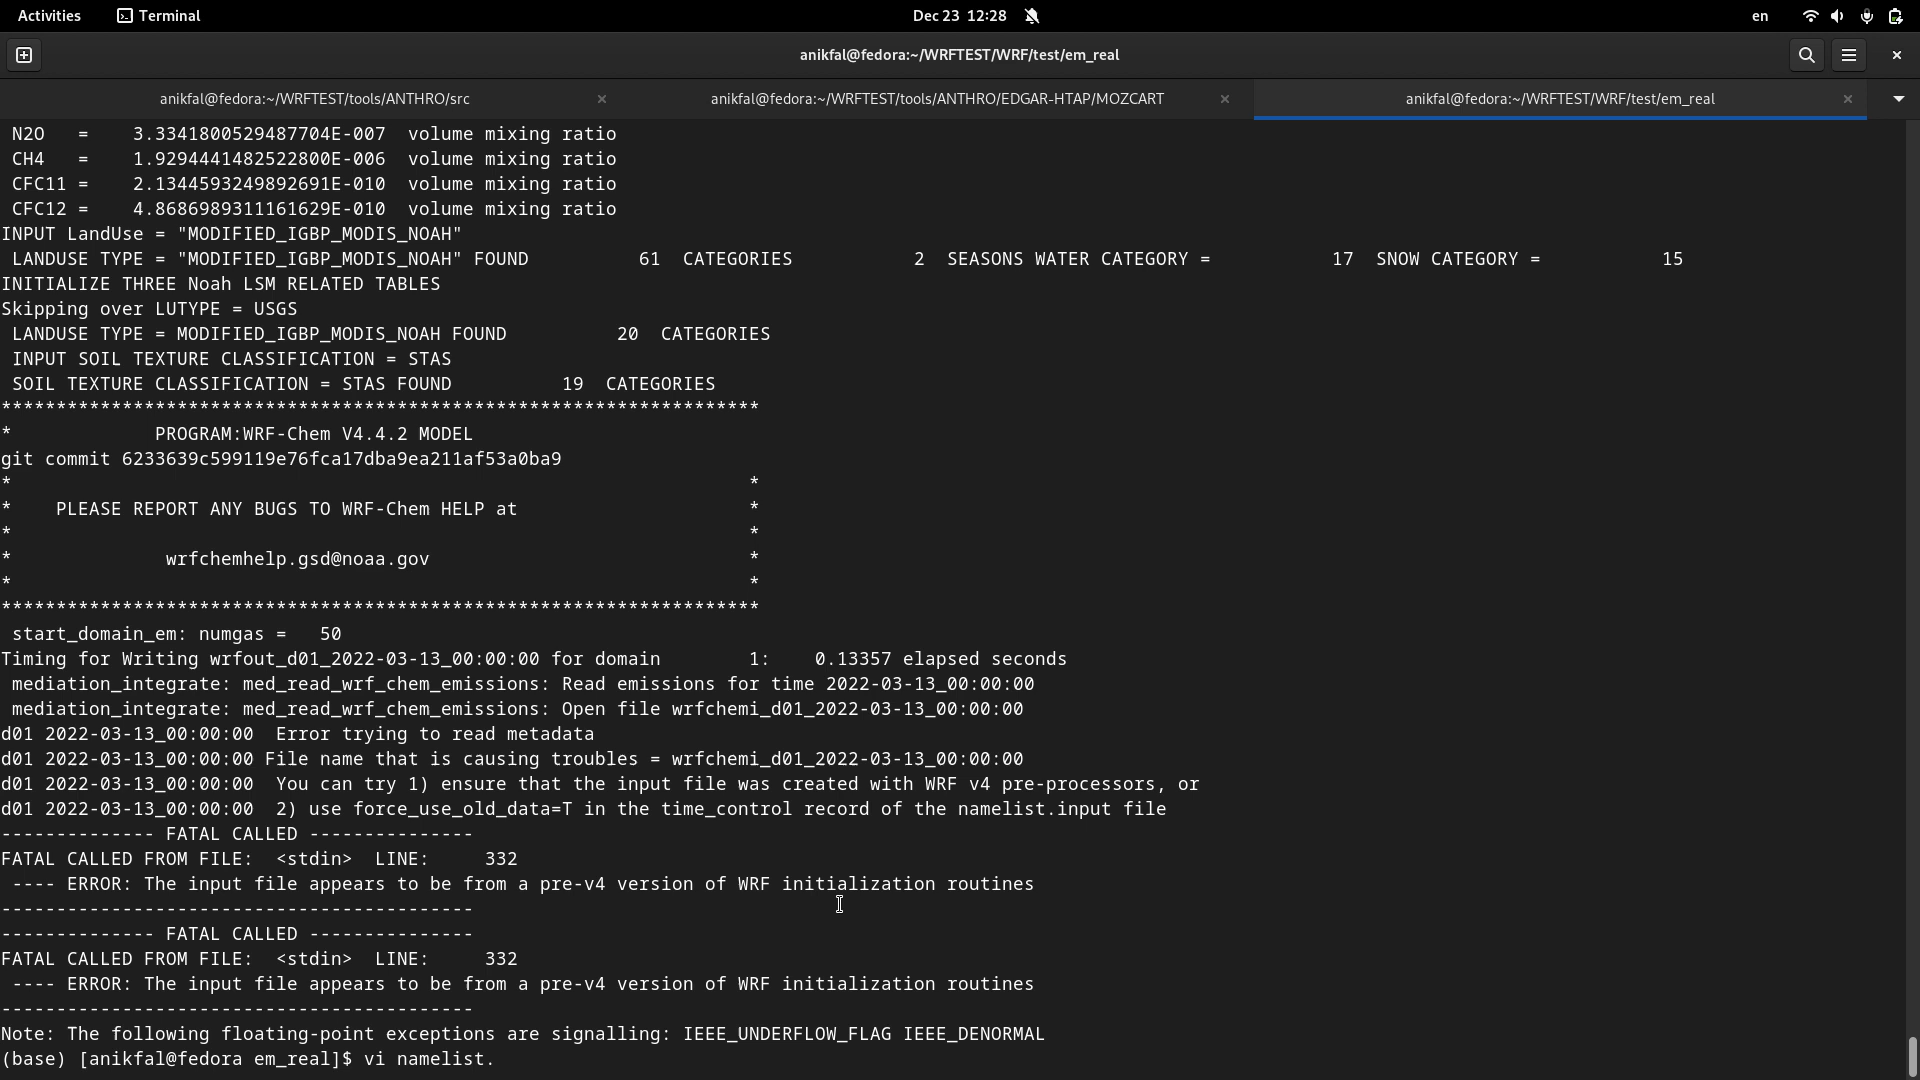 Activities Terminal Dec 23 12:28 en
anikfal@fedora:~/WRFTEST/WRF/test/em_real
anikfal@fedora:~/WRFTEST/tools/ANTHRO/src anikfal@fedora:~/WRFTEST/tools/ANTHRO/EDGAR-HTAP/MOZCART anikfal@fedora:~/WRFTEST/WRF/test/em_real
N2O = 3.3341800529487704E-007 volume mixing ratio
CH4 = 1.9294441482522800E-006 volume mixing ratio
CFC11 = 2.1344593249892691E-010 volume mixing ratio
CFC12 = 4.8686989311161629E-010 volume mixing ratio
INPUT LandUse = "MODIFIED_IGBP_MODIS_NOAH"
LANDUSE TYPE = "MODIFIED_IGBP_MODIS_NOAH" FOUND 61 CATEGORIES 2 SEASONS WATER CATEGORY = 17 SNOW CATEGORY = 15
INITIALIZE THREE Noah LSM RELATED TABLES
Skipping over LUTYPE = USGS
LANDUSE TYPE = MODIFIED_IGBP_MODIS_NOAH FOUND 20 CATEGORIES
INPUT SOIL TEXTURE CLASSIFICATION = STAS
SOIL TEXTURE CLASSIFICATION = STAS FOUND 19 CATEGORIES
*********************************************************************
* PROGRAM:WRF-Chem V4.4.2 MODEL
git commit 6233639c599119e76fca17dba9ea211af53a0ba9
* *
* PLEASE REPORT ANY BUGS TO WRF-Chem HELP at *
* *
* wrfchemhelp.gsd@noaa.gov *
* *
*********************************************************************
start_domain_em: numgas = 50
Timing for Writing wrfout_d01_2022-03-13_00:00:00 for domain 1: 0.13357 elapsed seconds
mediation_integrate: med_read_wrf_chem_emissions: Read emissions for time 2022-03-13_00:00:00
mediation_integrate: med_read_wrf_chem_emissions: Open file wrfchemi_d01_2022-03-13_00:00:00
d01 2022-03-13_00:00:00 Error trying to read metadata
d01 2022-03-13_00:00:00 File name that is causing troubles = wrfchemi_d01_2022-03-13_00:00:00
d01 2022-03-13_00:00:00 You can try 1) ensure that the input file was created with WRF v4 pre-processors, or
d01 2022-03-13_00:00:00 2) use force_use_old_data=T in the time_control record of the namelist.input file
-------------- FATAL CALLED ---------------
FATAL CALLED FROM FILE: <stdin> LINE: 332
---- ERROR: The input file appears to be from a pre-v4 version of WRF initialization routines
-------------------------------------------
-------------- FATAL CALLED ---------------
FATAL CALLED FROM FILE: <stdin> LINE: 332
---- ERROR: The input file appears to be from a pre-v4 version of WRF initialization routines
-------------------------------------------
Note: The following floating-point exceptions are signalling: IEEE_UNDERFLOW_FLAG IEEE_DENORMAL
(base) [anikfal@fedora em_real]$ vi namelist.